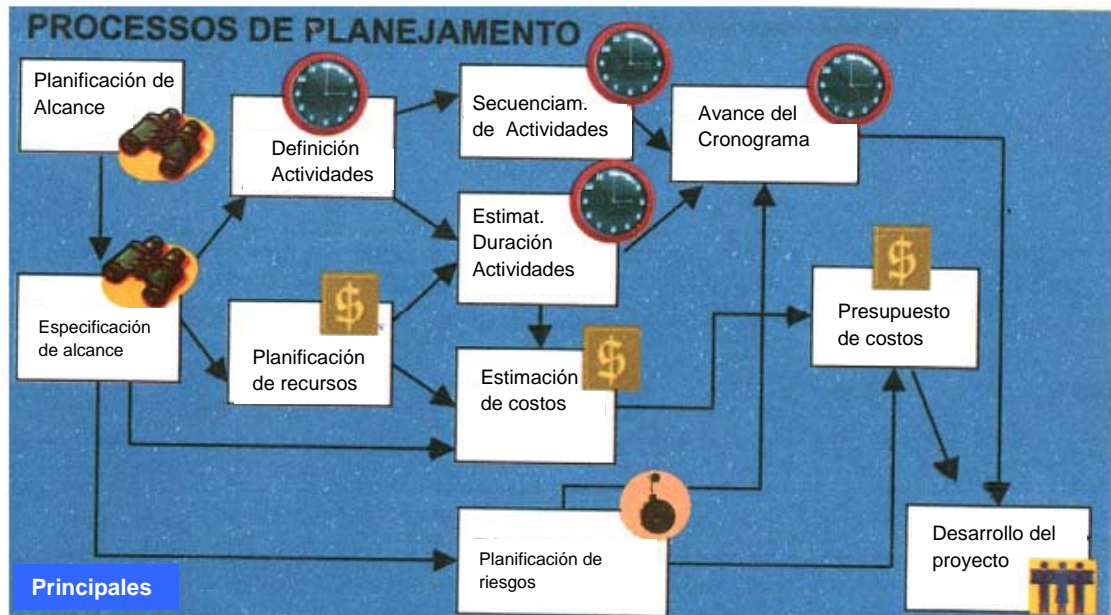 PROCESSOS DE PLANEJAMENTO
Planificación de
Alcance
Definición
Actividades
Secuenciam.
de Actividades
Avance del
Cronograma
Estimat.
Duración
Actividades
Especificación
de alcance
Planificación
de recursos
Estimación
de costos
Presupuesto
de costos
Planificación de
riesgos
Desarrollo del
proyecto
Principales
$
$
$